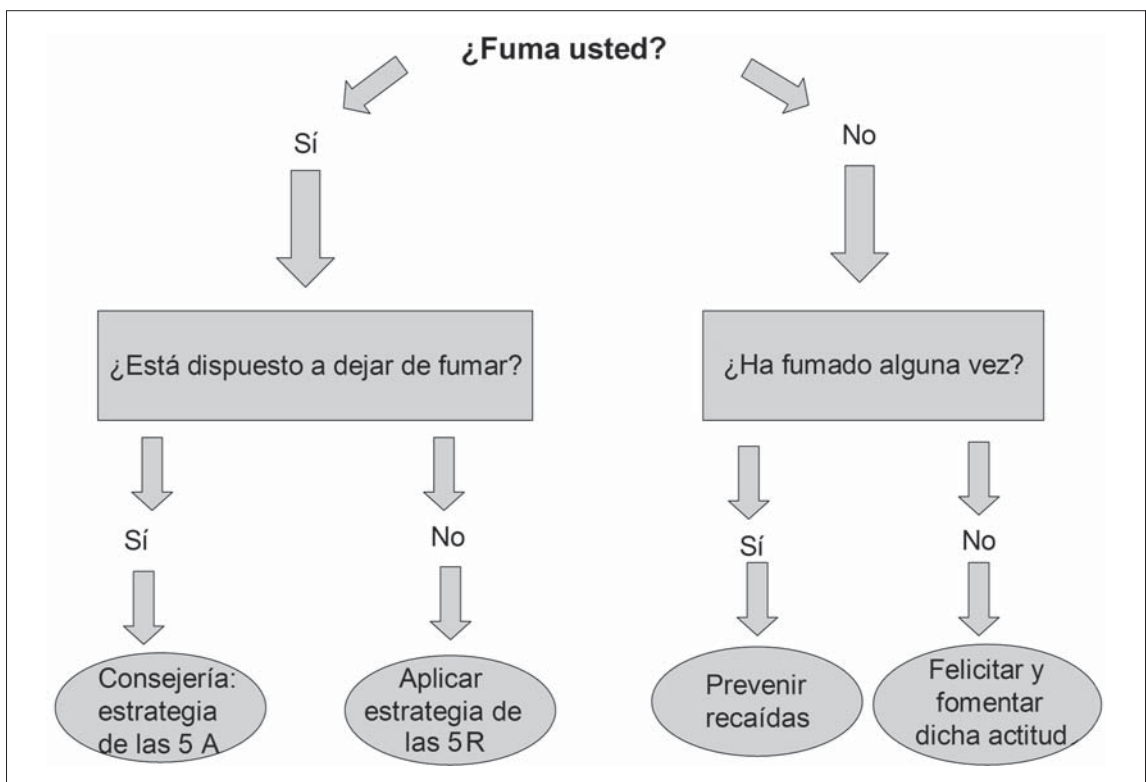 ¿Fuma usted?
Sí
No
¿Está dispuesto a dejar de fumar?
¿Ha fumado alguna vez?
Sí
No
Sí
No
Consejería:
estrategia
de las 5 A
Aplicar
estrategia de
las 5R
Prevenir
recaídas
Felicitar y
fomentar
dicha actitud